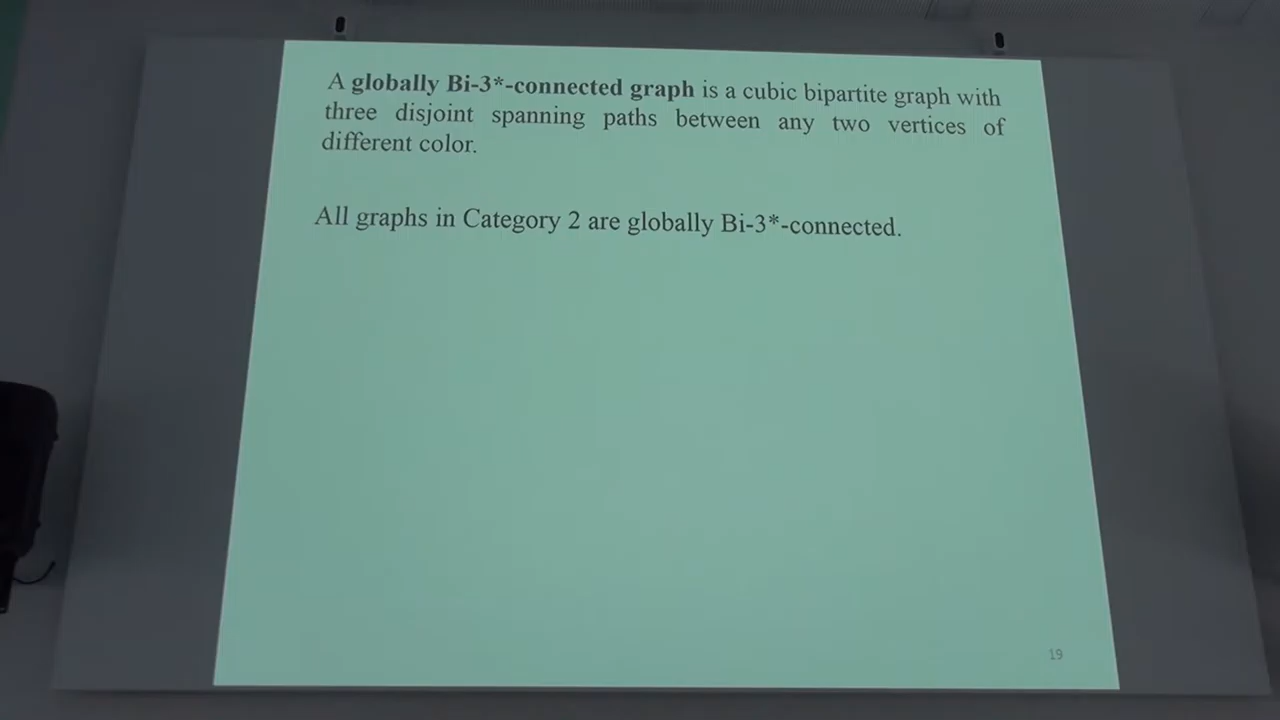 A globally Bi-3*-connected graph is a cubic bipartite graph with
three disjoint spanning paths between any two vertices of
different color.
All graphs in Category 2 are globally Bi-3*-connected.
19